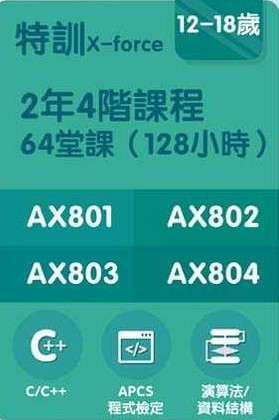 特訓X-force
12-18歲
2年4階課程
64堂課（128小時）
AX801 AX802
AX803 AX804
C++
</>
C/C++
APCS
程式檢定
演算法/
資料結構